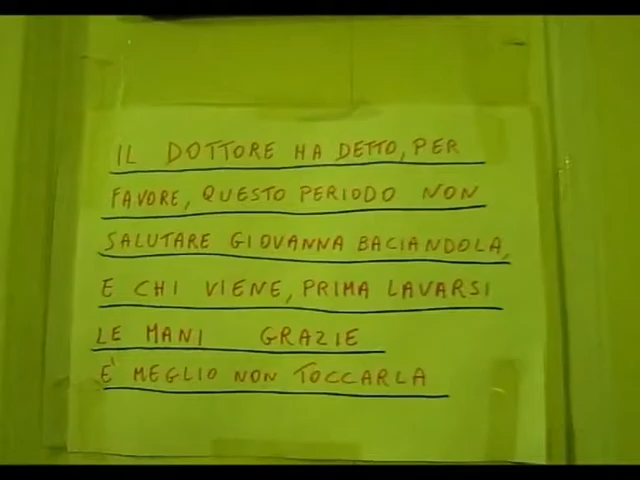 IL DOTTORE HA DETTO, PER
FAVORE, QUESTO PERIODO NON
SALUTARE GIOVANNA BACIANDOLA,
E CHI VIENE, PRIMA LAVARSI
LE MANI GRAZIE
E' MEGLIO NON TOCCARLA